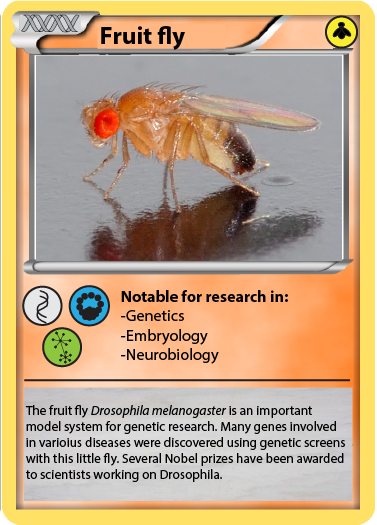 Fruit fly
Notable for research in:
-Genetics
-Embryology
-Neurobiology
The fruit fly Drosophila melanogaster is an important
model system for genetic research. Many genes involved
in varioius diseases were discovered using genetic screens
with this little fly. Several Nobel prizes have been awarded
to scientists working on Drosophila.